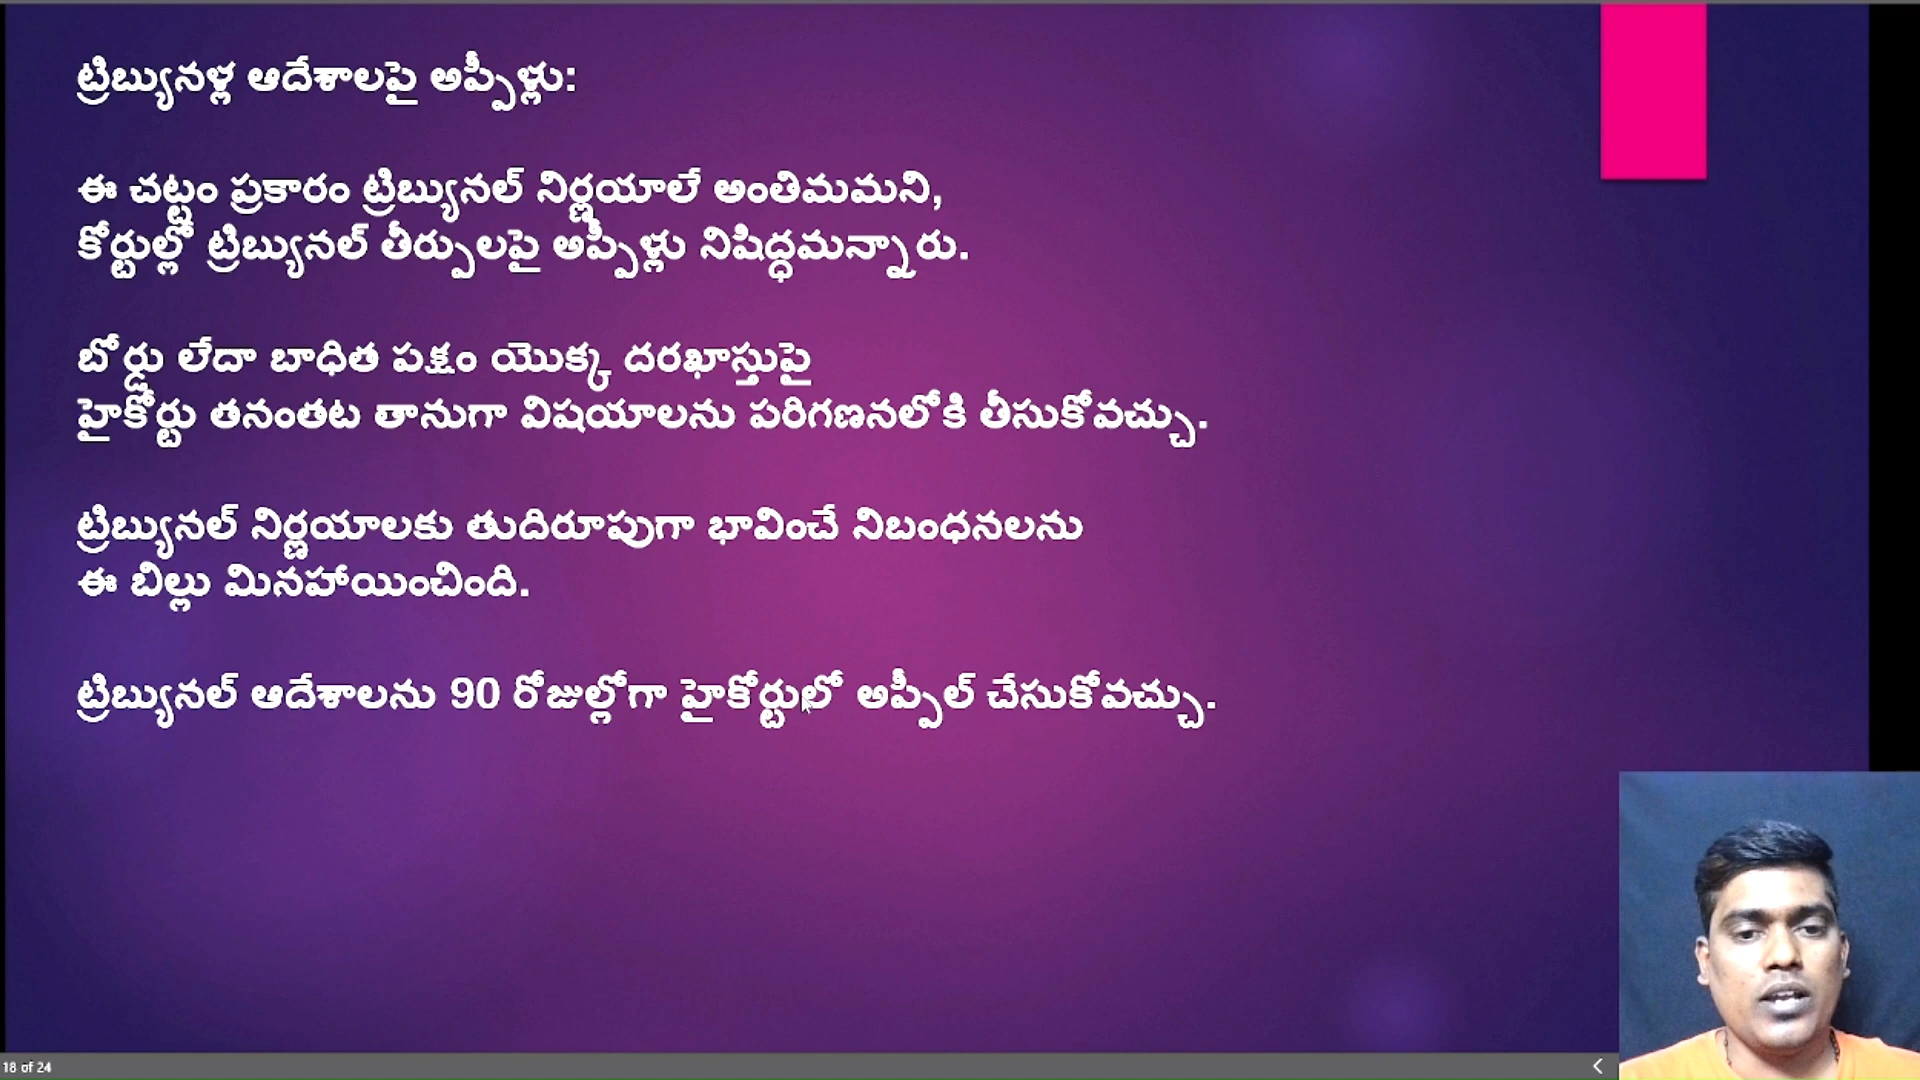 ట్రిబ్యునళ్ల ఆదేశాలపై అప్పీళ్లు:
ఈ చట్టం ప్రకారం ట్రిబ్యునల్ నిర్ణయాలే అంతిమమని,
కోర్టుల్లో ట్రిబ్యునల్ తీర్పులపై అప్పీళ్లు నిషిద్ధమన్నారు.
బోర్డు లేదా బాధిత పక్షం యొక్క దరఖాస్తుపై
హైకోర్టు తనంతట తానుగా విషయాలను పరిగణనలోకి తీసుకోవచ్చు.
ట్రిబ్యునల్ నిర్ణయాలకు తుదిరూపుగా భావించే నిబంధనలను
ఈ బిల్లు మినహాయించింది.
ట్రిబ్యునల్ ఆదేశాలను 90 రోజుల్లోగా హైకోర్టులో అప్పీల్ చేసుకోవచ్చు.
18 of 24